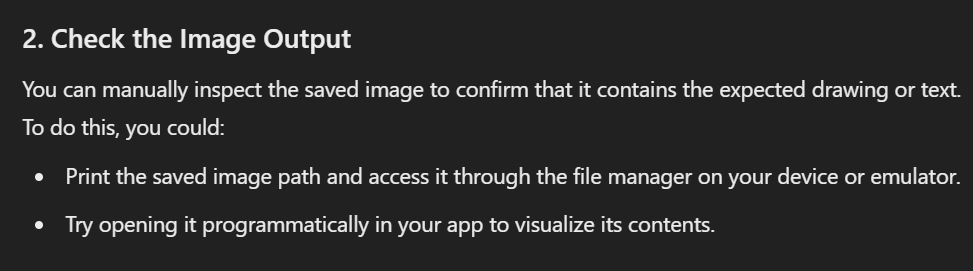 2. Check the Image Output
You can manually inspect the saved image to confirm that it contains the expected drawing or text.
To do this, you could:
• Print the saved image path and access it through the file manager on your device or emulator.
• Try opening it programmatically in your app to visualize its contents.